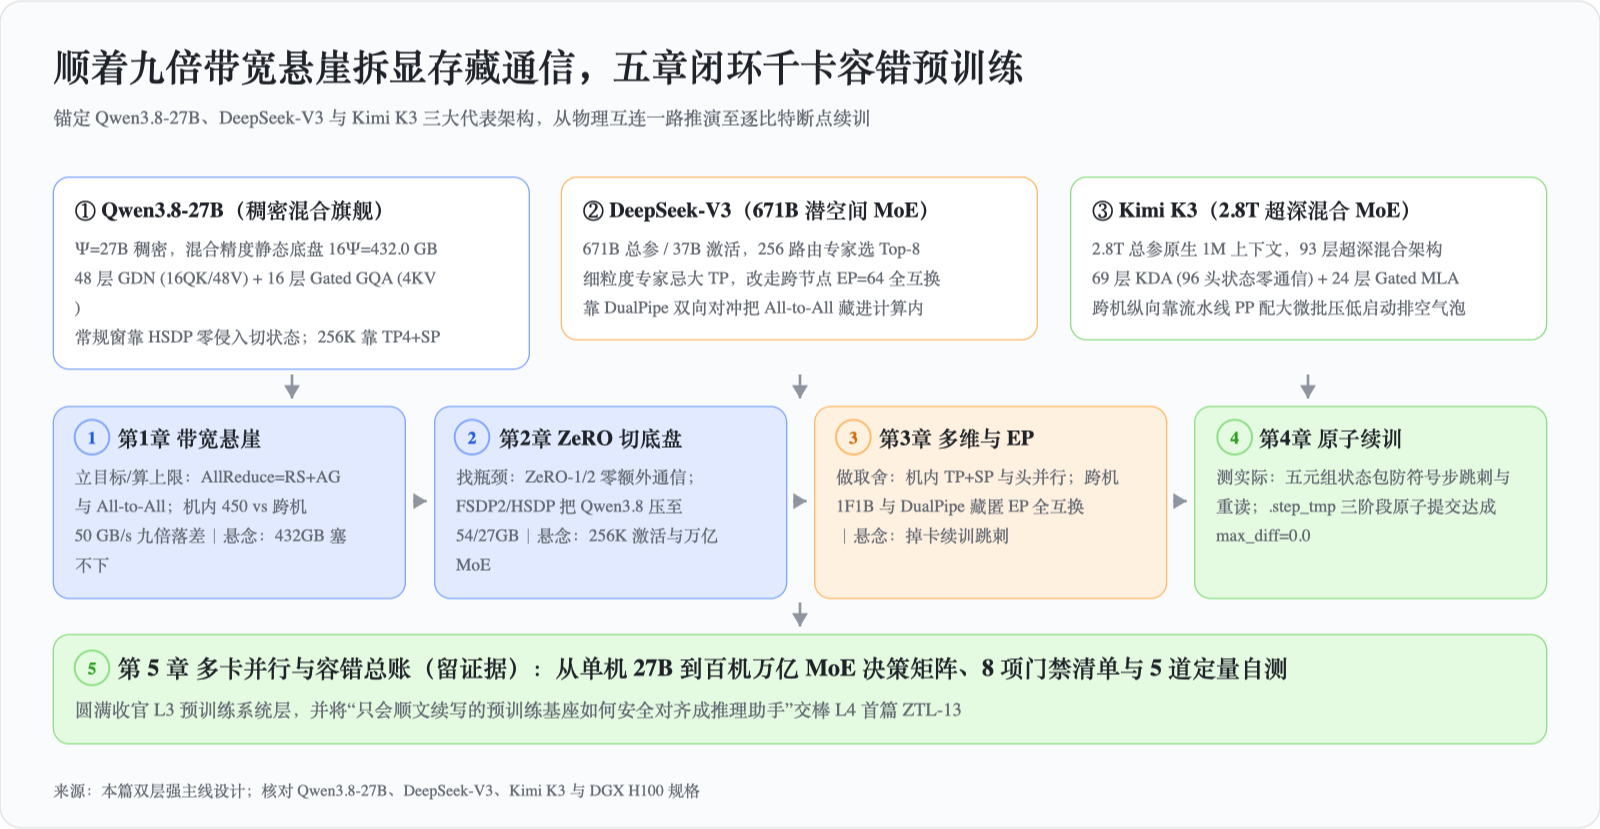 顺着九倍带宽悬崖拆显存藏通信，五章闭环千卡容错预训练
锚定 Qwen3.8-27B、DeepSeek-V3 与 Kimi K3 三大代表架构，从物理互连一路推演至逐比特断点续训
① Qwen3.8-27B（稠密混合旗舰）
Ψ=27B 稠密，混合精度静态底盘 16Ψ=432.0 GB
48 层 GDN (16QK/48V) + 16 层 Gated GQA (4KV
)
常规窗靠 HSDP 零侵入切状态；256K 靠 TP4+SP
② DeepSeek-V3（671B 潜空间 MoE）
671B 总参 / 37B 激活，256 路由专家选 Top-8
细粒度专家忌大 TP，改走跨节点 EP=64 全互换
靠 DualPipe 双向对冲把 All-to-All 藏进计算内
③ Kimi K3（2.8T 超深混合 MoE）
2.8T 总参原生 1M 上下文，93 层超深混合架构
69 层 KDA (96 头状态零通信) + 24 层 Gated MLA
跨机纵向靠流水线 PP 配大微批压低启动排空气泡
1 第1章 带宽悬崖
立目标/算上限：AllReduce=RS+AG
与 All-to-All；机内 450 vs 跨机
50 GB/s 九倍落差｜悬念：432GB 塞
不下
2 第2章 ZeRO 切底盘
找瓶颈：ZeRO-1/2 零额外通信；
FSDP2/HSDP 把 Qwen3.8 压至
54/27GB｜悬念：256K 激活与万亿
MoE
3 第3章 多维与 EP
做取舍：机内 TP+SP 与头并行；跨机
1F1B 与 DualPipe 藏匿 EP 全互换
｜悬念：掉卡续训跳刺
4 第4章 原子续训
测实际：五元组状态包防符号步跳刺与
重读；.step_tmp 三阶段原子提交达成
max_diff=0.0
5 第 5 章 多卡并行与容错总账（留证据）：从单机 27B 到百机万亿 MoE 决策矩阵、8 项门禁清单与 5 道定量自测
圆满收官 L3 预训练系统层，并将“只会顺文续写的预训练基座如何安全对齐成推理助手”交棒 L4 首篇 ZTL-13
来源：本篇双层强主线设计；核对 Qwen3.8-27B、DeepSeek-V3、Kimi K3 与 DGX H100 规格